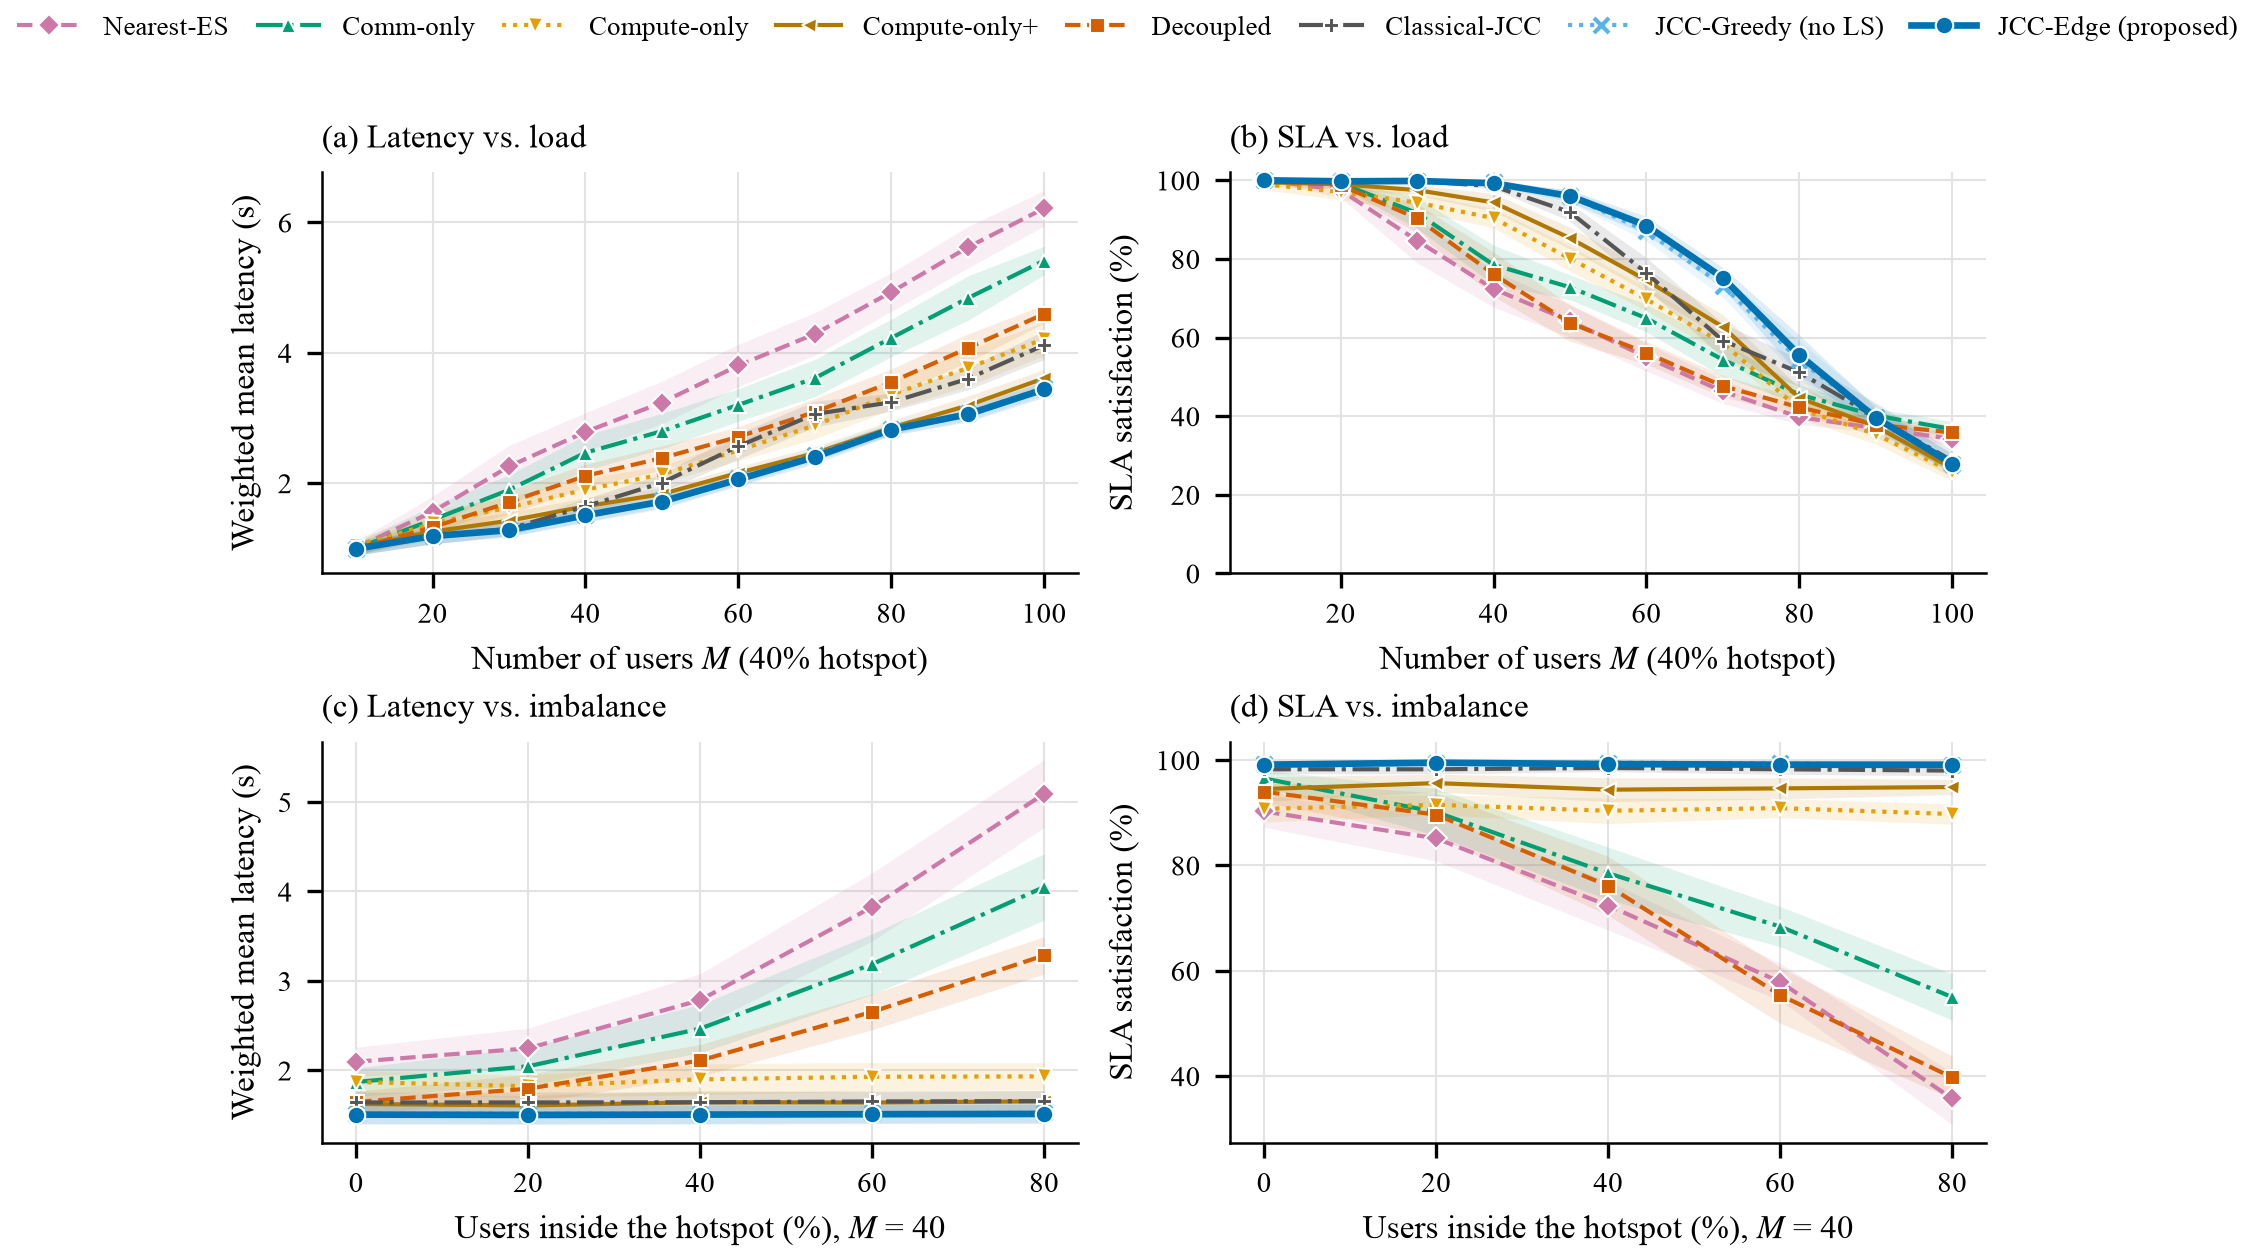 Nearest-ES Comm-only Compute-only Compute-only+ Decoupled Classical-JCC JCC-Greedy (no LS) JCC-Edge (proposed)
(a) Latency vs. load
Weighted mean latency (s)
6
4
2
20 40 60 80 100
Number of users M (40% hotspot)
(b) SLA vs. load
SLA satisfaction (%)
100
80
60
40
20
0
20 40 60 80 100
Number of users M (40% hotspot)
(c) Latency vs. imbalance
Weighted mean latency (s)
5
4
3
2
0 20 40 60 80
Users inside the hotspot (%), M = 40
(d) SLA vs. imbalance
SLA satisfaction (%)
100
80
60
40
0 20 40 60 80
Users inside the hotspot (%), M = 40